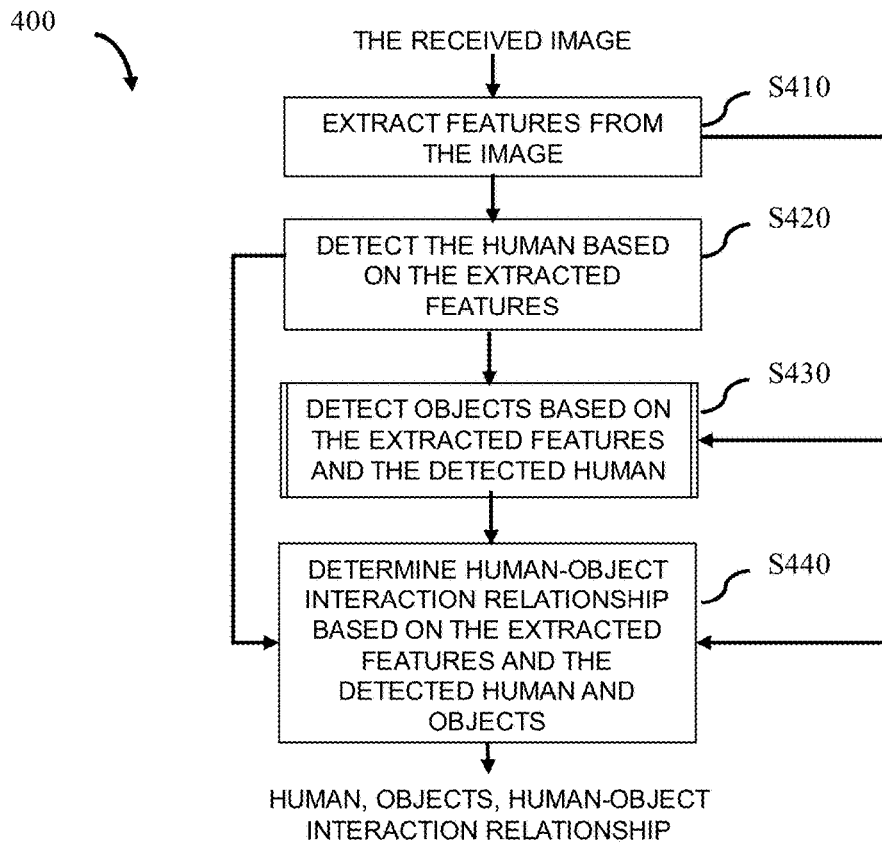 400
THE RECEIVED IMAGE
S410
EXTRACT FEATURES FROM
THE IMAGE
S420
DETECT THE HUMAN BASED
ON THE EXTRACTED
FEATURES
S430
DETECT OBJECTS BASED ON
THE EXTRACTED FEATURES
AND THE DETECTED HUMAN
S440
DETERMINE HUMAN-OBJECT
INTERACTION RELATIONSHIP
BASED ON THE EXTRACTED
FEATURES AND THE
DETECTED HUMAN AND
OBJECTS
HUMAN, OBJECTS, HUMAN-OBJECT
INTERACTION RELATIONSHIP